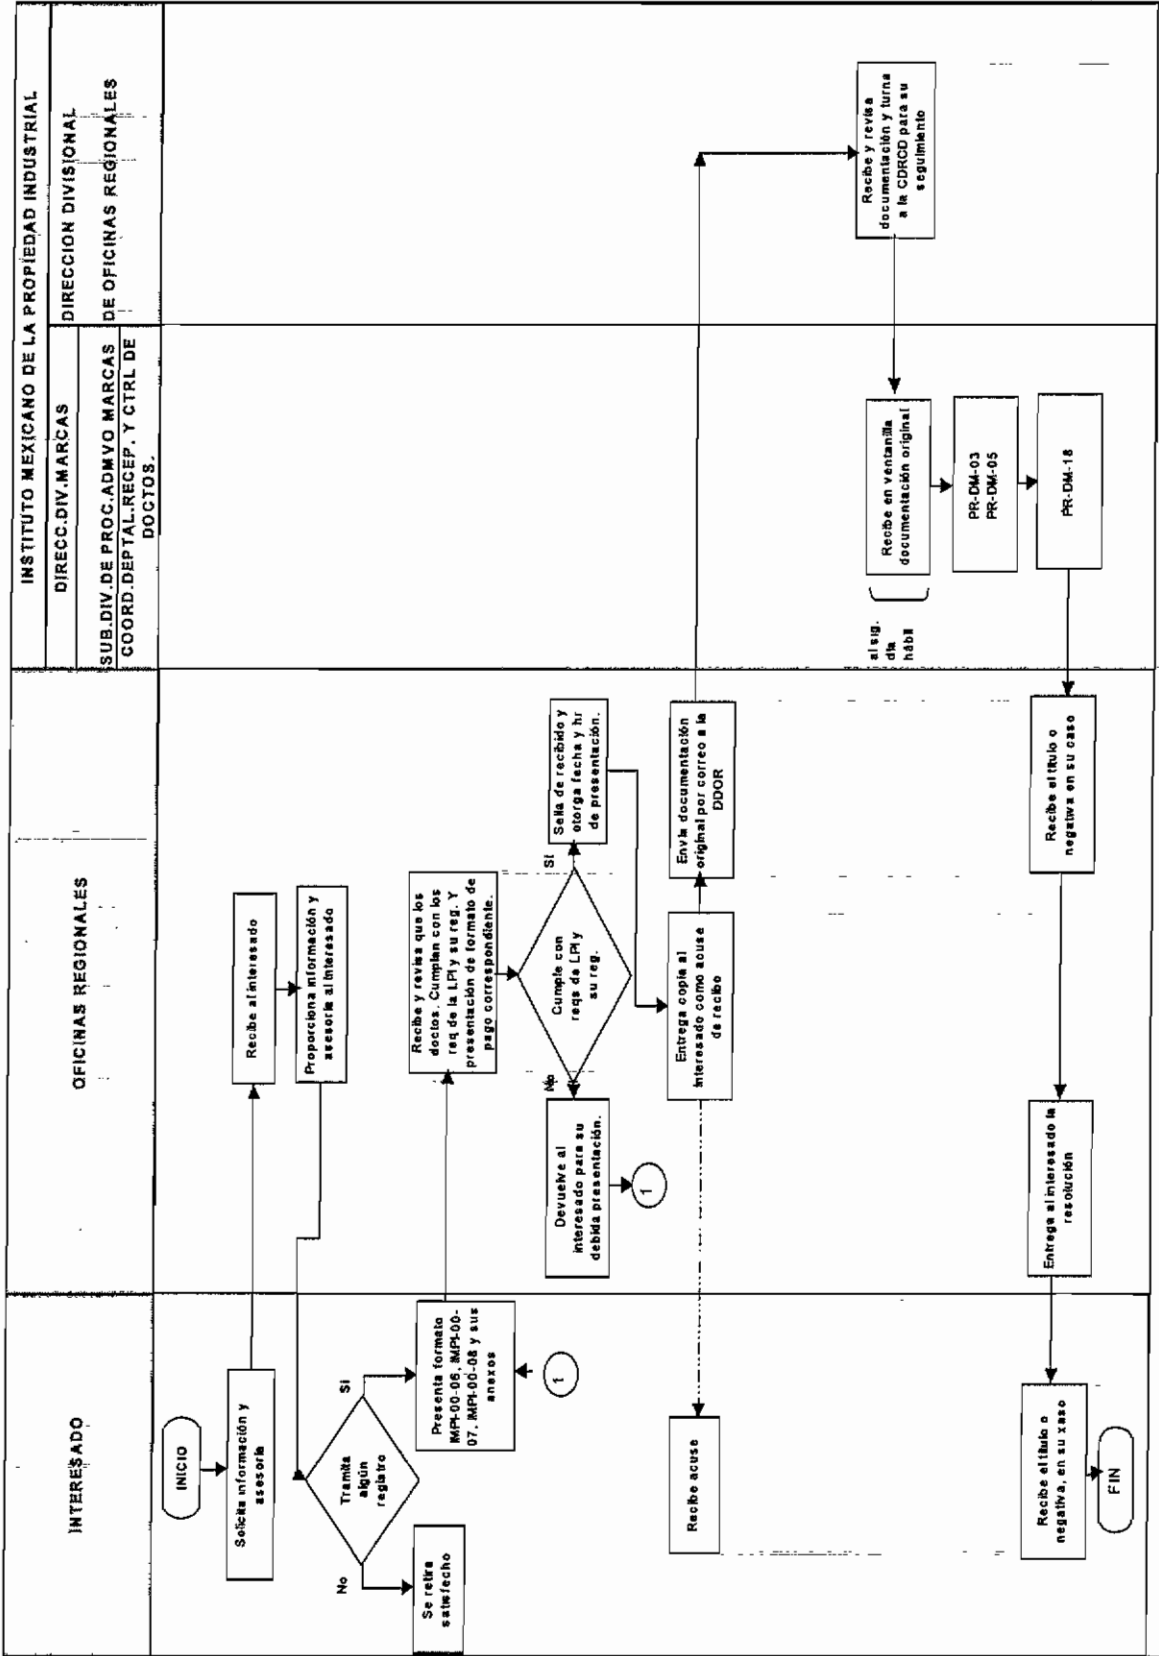 INSTITUTO MEXICANO DE LA PROPIEDAD INDUSTRIAL
INTERESADO
OFICINAS REGIONALES
DIRECC.DIV.MARCAS
SUB.DIV.DE PROC.ADMVO MARCAS
COORD.DEPTAL.RECEP. Y CTRL DE
DOCTOS.
DIRECCION DIVISIONAL
DE OFICINAS REGIONALES
INICIO
Solicita información y
asesoría
Recibe al interesado
Proporciona información y
asesoría al interesado
Tramita
algún
registro
No
Si
Se retira
satisfecho
Presenta formato
IMPI-00-06, IMPI-00-
07, IMPI-00-08 y sus
anexos
1
Recibe y revisa que los
doctos. Cumplan con los
req de la LPI y su reg. Y
presentación de formato de
pago correspondiente.
Cumple con
reqs de LPI y
su reg.
No
Si
Devuelve al
interesado para su
debida presentación.
1
Sella de recibido y
otorga fecha y hr
de presentación.
Entrega copia al
interesado como acuse
de recibo
Recibe acuse
Envía documentación
original por correo a la
DDOR
Recibe y revisa
documentación y turna
a la CDRCD para su
seguimiento
al sig.
día
hábil
Recibe en ventanilla
documentación original
PR-DM-03
PR-DM-05
PR-DM-18
Recibe el título o
negativa en su caso
Entrega al interesado la
resolución
Recibe el título o
negativa, en su xaso
FIN